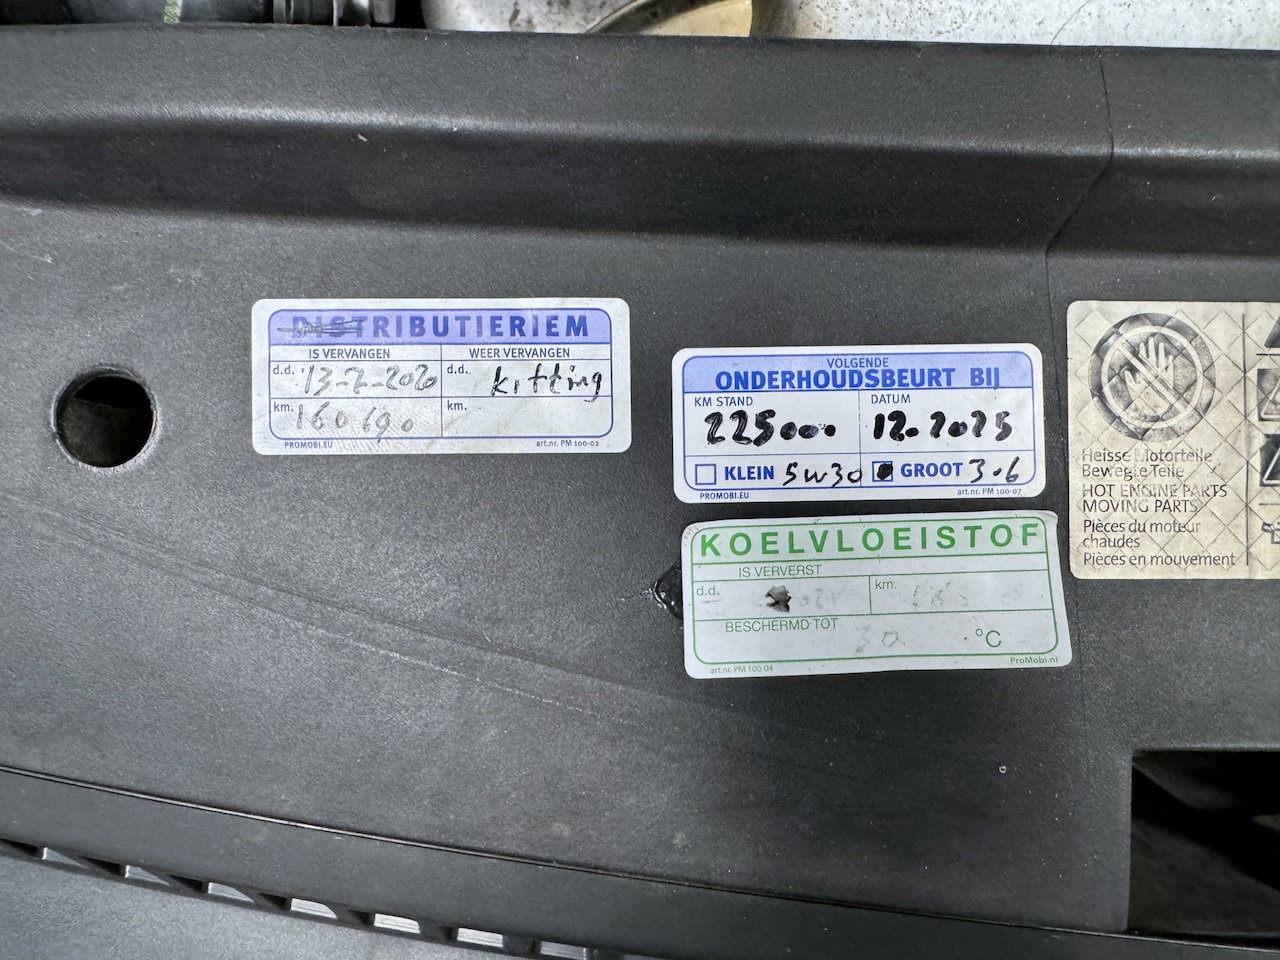 DISTRIBUTIERIEM
IS VERVANGEN
WEER VERVANGEN
d.d. 13-7-2020
d.d. kitting
km. 160690
km.
PROMOBI.EU
art.nr. PM 100-02
VOLGENDE
ONDERHOUDSBEURT BIJ
KM STAND
DATUM
225000
12.2025
KLEIN 5W30
GROOT 3.6
PROMOBI.EU
art.nr. PM 100-07
KOELVLOEISTOF
IS VERVERST
d.d.
km.
BESCHERMD TOT
30 °C
art.nr. PM 100-04
ProMobi.nl
Heisse Motorteile
Bewegte Teile
HOT ENGINE PARTS
MOVING PARTS
Pièces du moteur
chaudes
Pièces en mouvement